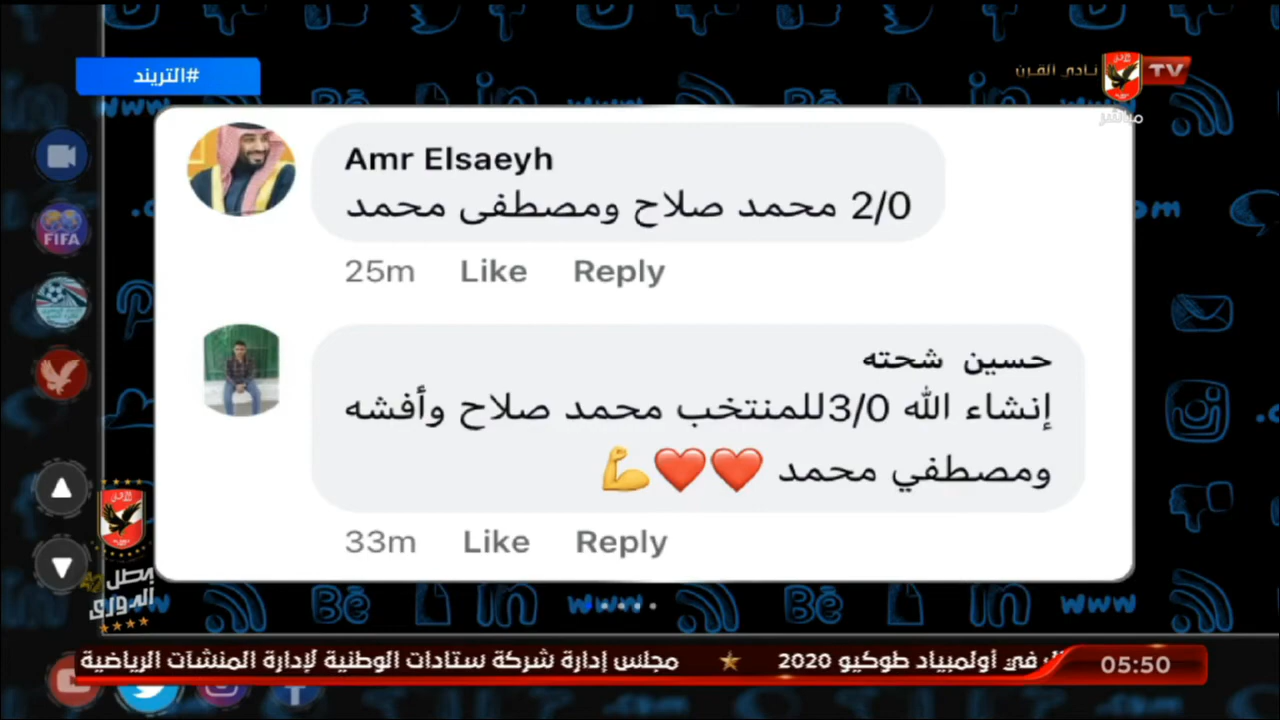 #التريند
نادي القرن
TV
مباشر
Amr Elsaeyh
2/0 محمد صلاح ومصطفى محمد
25m Like Reply
حسين شحته
إنشاء الله 3/0للمنتخب محمد صلاح وأفشه
ومصطفي محمد ❤️❤️💪
33m Like Reply
FIFA
بطل
الدوري
في أولمبياد طوكيو 2020 ★ مجلس إدارة شركة ستادات الوطنية لإدارة المنشآت الرياضية
05:50